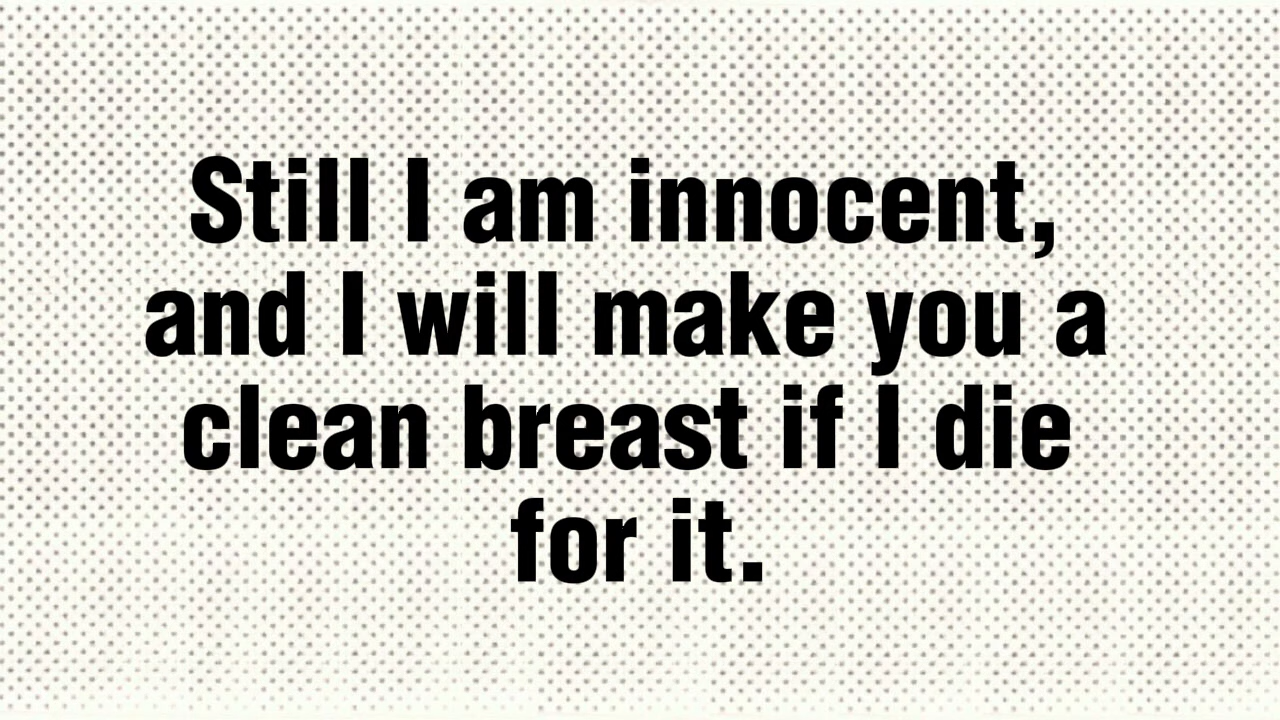 Still I am innocent,
and I will make you a
clean breast if I die
for it.